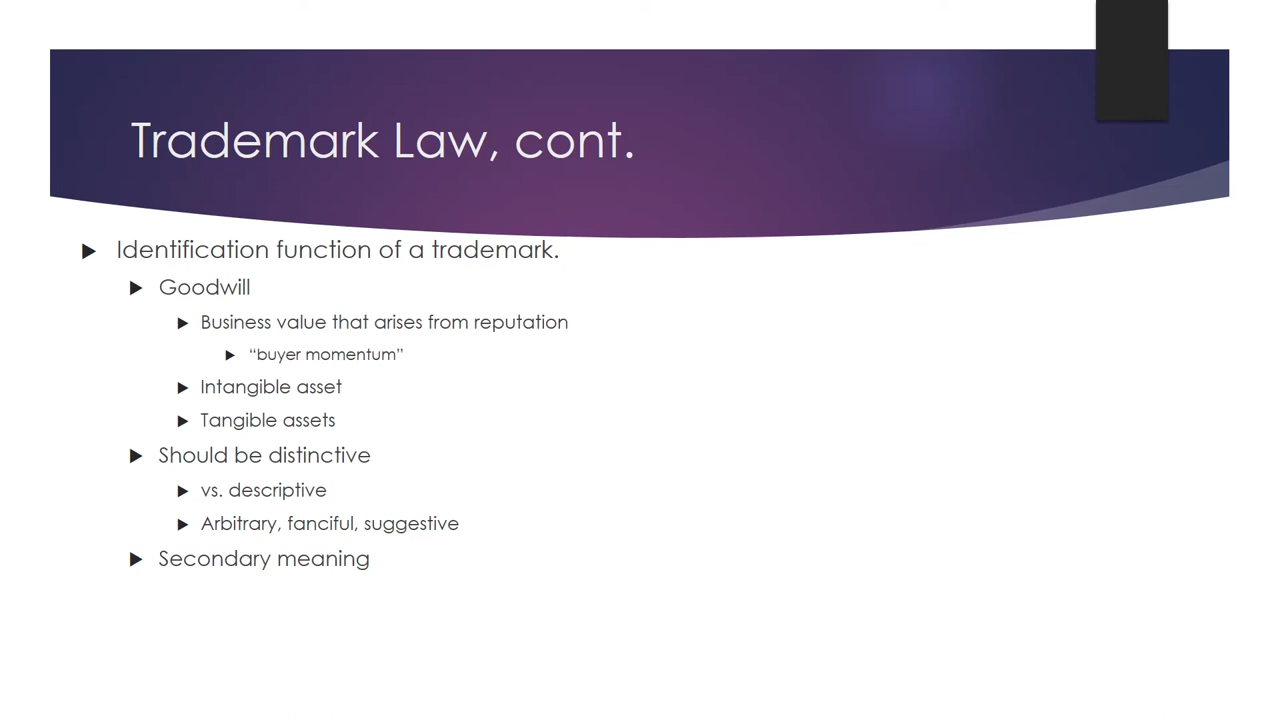 Trademark Law, cont.
Identification function of a trademark.
Goodwill
Business value that arises from reputation
“buyer momentum”
Intangible asset
Tangible assets
Should be distinctive
vs. descriptive
Arbitrary, fanciful, suggestive
Secondary meaning